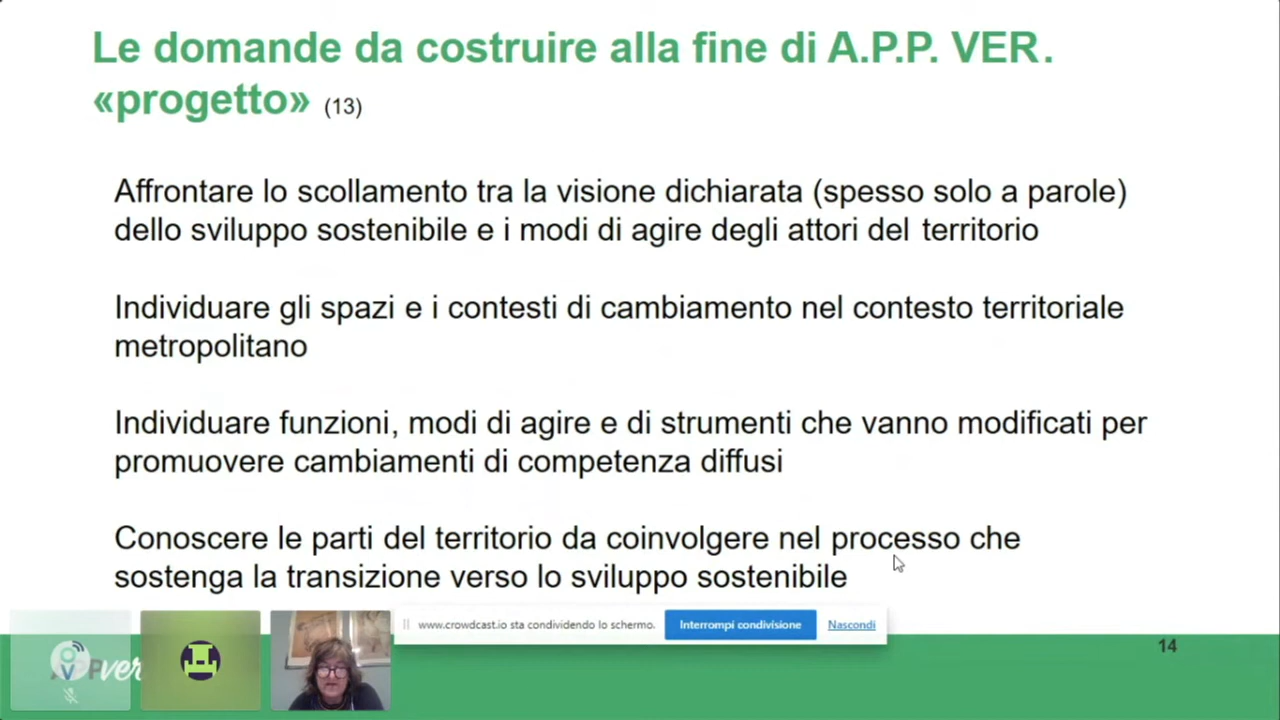 Le domande da costruire alla fine di A.P.P. VER.
«progetto» (13)
Affrontare lo scollamento tra la visione dichiarata (spesso solo a parole)
dello sviluppo sostenibile e i modi di agire degli attori del territorio
Individuare gli spazi e i contesti di cambiamento nel contesto territoriale
metropolitano
Individuare funzioni, modi di agire e di strumenti che vanno modificati per
promuovere cambiamenti di competenza diffusi
Conoscere le parti del territorio da coinvolgere nel processo che
sostenga la transizione verso lo sviluppo sostenibile
www.crowdcast.io sta condividendo lo schermo.
Interrompi condivisione
Nascondi
14
ver